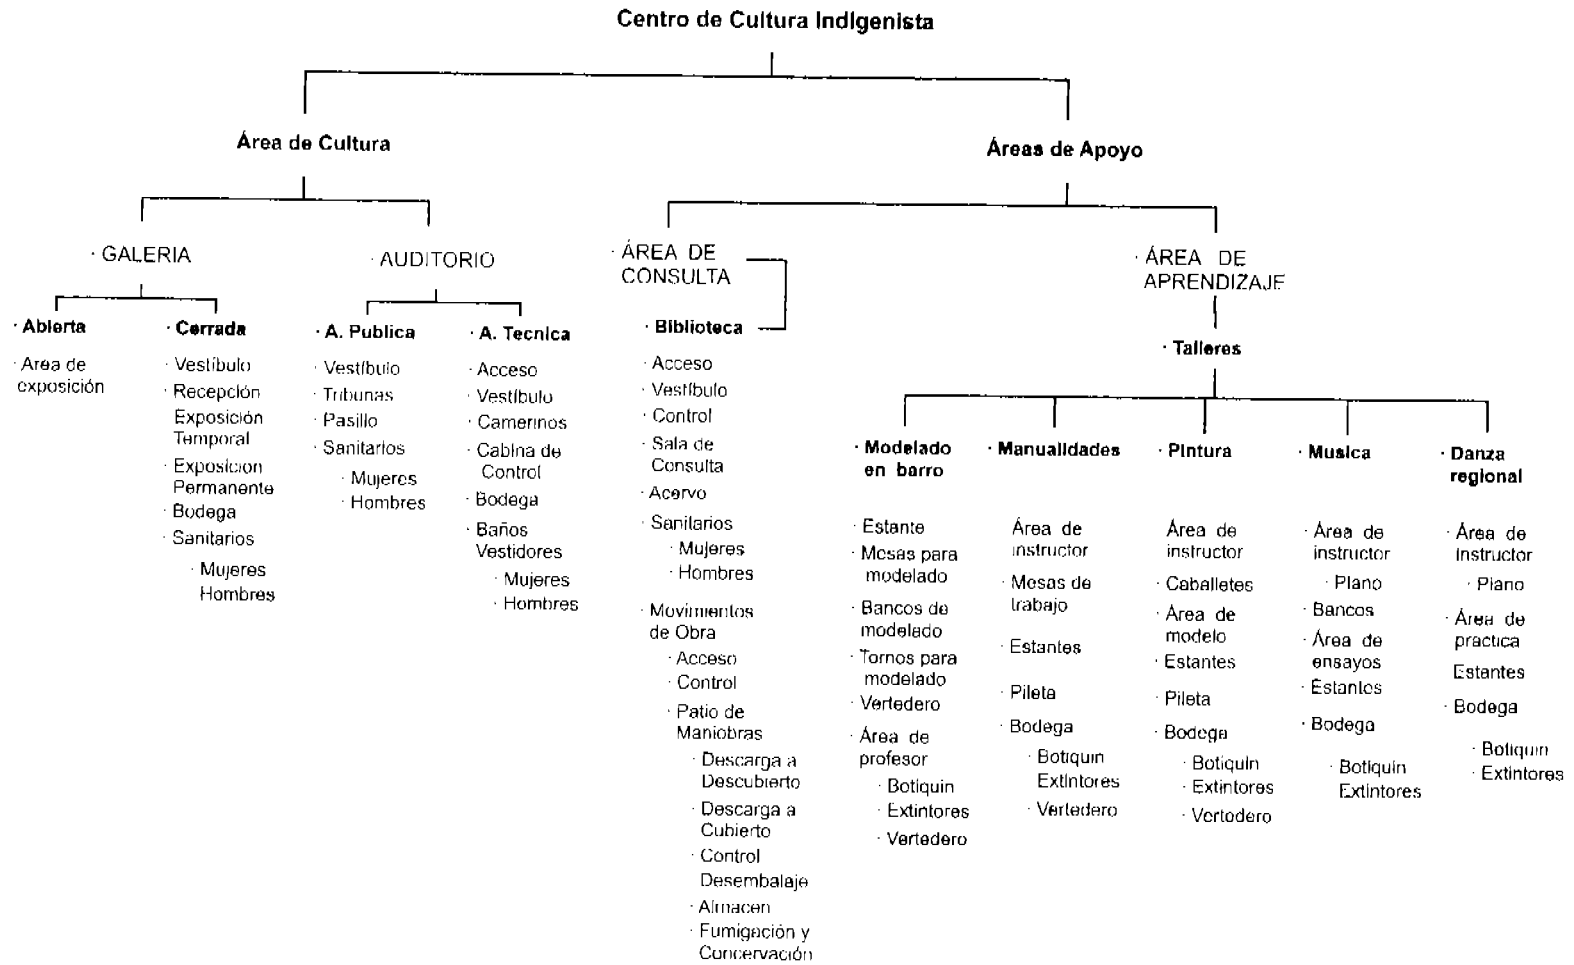 Centro de Cultura Indigenista
Área de Cultura
Áreas de Apoyo
· GALERIA
· AUDITORIO
· ÁREA DE
CONSULTA
· ÁREA DE
APRENDIZAJE
· Abierta
· Area de
exposición
· Cerrada
· Vestíbulo
· Recepción
Exposición
Temporal
· Exposicion
Permanente
· Bodega
· Sanitarios
· Mujeres
Hombres
· A. Publica
· Vestíbulo
· Tribunas
· Pasillo
· Sanitarios
· Mujeres
· Hombres
· A. Tecnica
· Acceso
· Vestíbulo
· Camerinos
· Cabina de
Control
· Bodega
· Baños
Vestidores
· Mujeres
· Hombres
· Biblioteca
· Acceso
· Vestíbulo
· Control
· Sala de
Consulta
· Acervo
· Sanitarios
· Mujeres
· Hombres
· Movimientos
de Obra
· Acceso
· Control
· Patio de
Maniobras
· Descarga a
Descubierto
· Descarga a
Cubierto
· Control
Desembalaje
· Almacen
· Fumigación y
Concervación
· Talleres
· Modelado
en barro
· Estante
· Mesas para
modelado
· Bancos de
modelado
· Tornos para
modelado
· Vertedero
· Área de
profesor
· Botiquin
· Extintores
· Vertedero
· Manualidades
Área de
instructor
· Mesas de
trabajo
· Estantes
· Pileta
· Bodega
· Botiquin
Extintores
· Vertedero
· Pintura
· Área de
instructor
· Caballetes
· Área de
modelo
· Estantes
· Pileta
· Bodega
· Botiquin
· Extintores
· Vertedero
· Musica
· Área de
instructor
· Piano
· Bancos
· Área de
ensayos
· Estantes
· Bodega
· Botiquin
Extintores
· Danza
regional
· Área de
instructor
· Piano
· Área de
practica
Estantes
· Bodega
· Botiquin
· Extintores